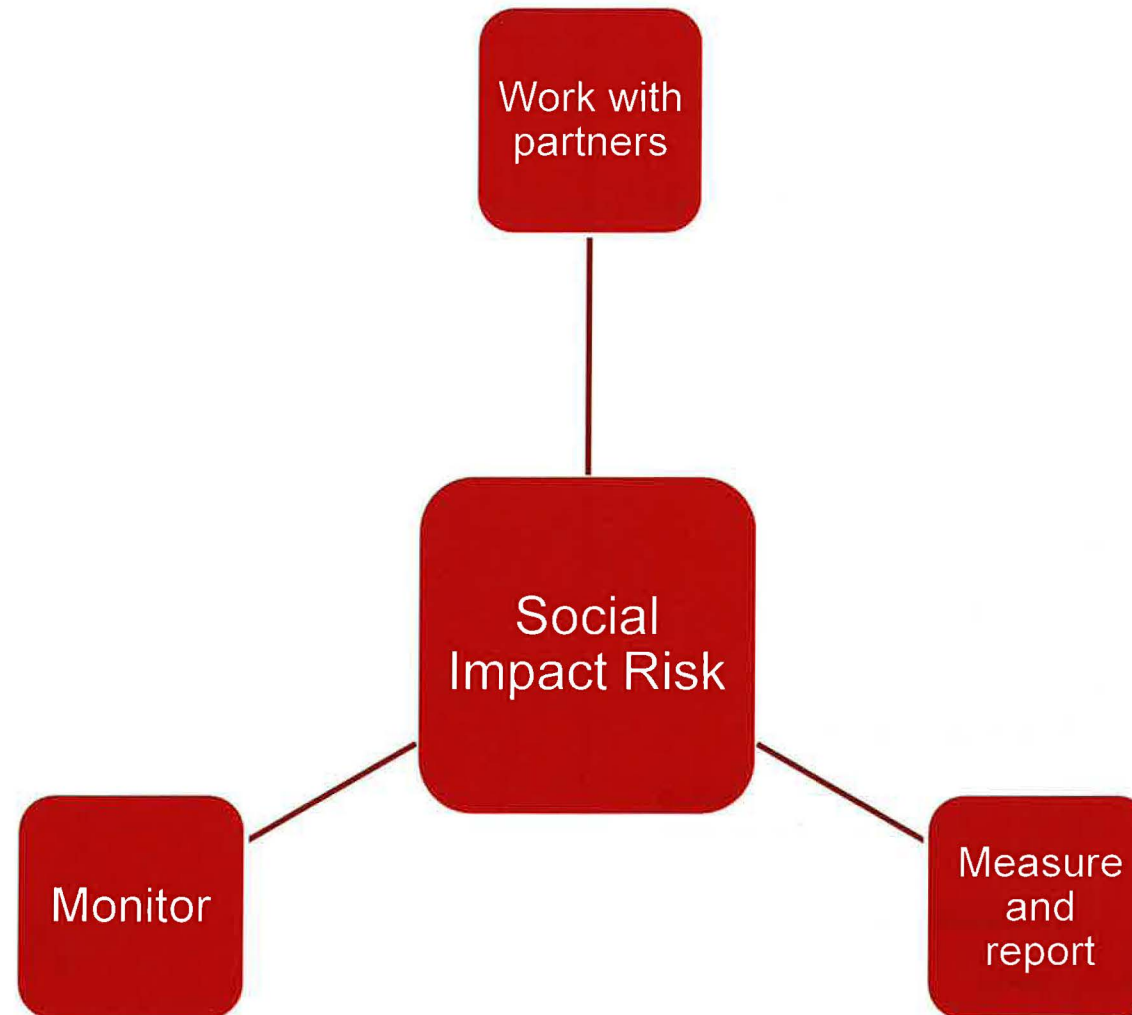 Work with
partners
Social
Impact Risk
Monitor
Measure
and
report